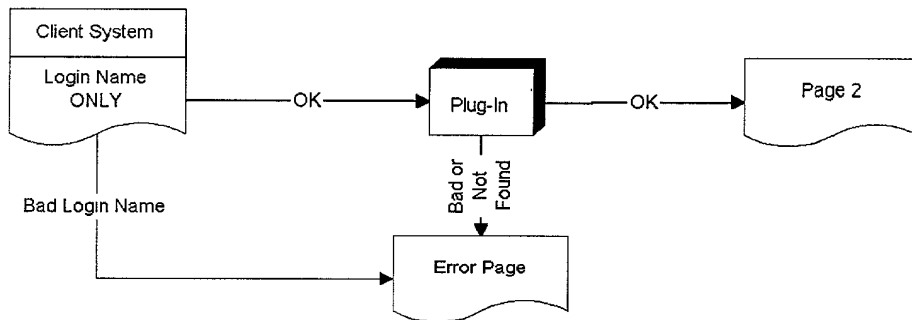 Client System
Login Name
ONLY
OK
Plug-In
OK
Page 2
Bad or
Not
Found
Bad Login Name
Error Page